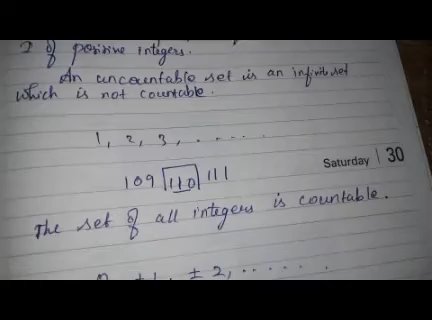 I of positive integers.
An uncountable set is an infinite set
which is not countable.
1, 2, 3, ......
Saturday 30
109 110 111
The set of all integers is countable.
± 2, ......